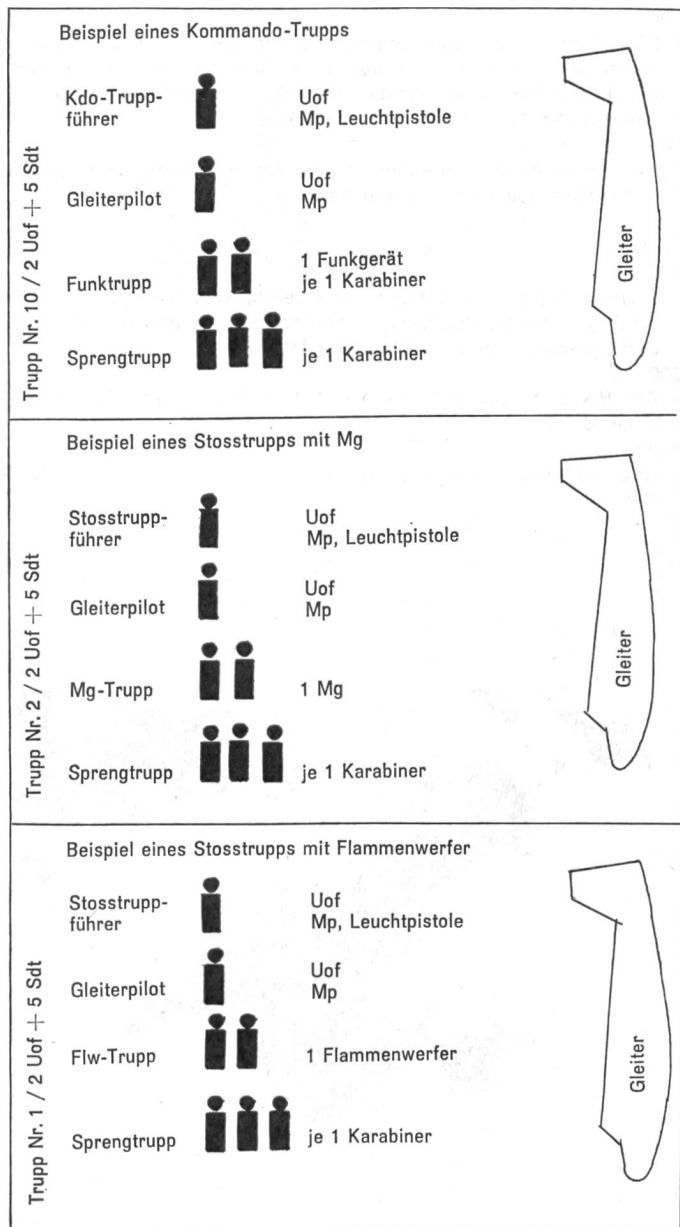 Beispiel eines Kommando-Trupps
Trupp Nr. 10 / 2 Uof + 5 Sdt
Kdo-Trupp-
führer
Uof
Mp, Leuchtpistole
Gleiterpilot
Uof
Mp
Funktrupp
1 Funkgerät
je 1 Karabiner
Sprengtrupp
je 1 Karabiner
Gleiter
Beispiel eines Stosstrupps mit Mg
Trupp Nr. 2 / 2 Uof + 5 Sdt
Stosstrupp-
führer
Uof
Mp, Leuchtpistole
Gleiterpilot
Uof
Mp
Mg-Trupp
1 Mg
Sprengtrupp
je 1 Karabiner
Gleiter
Beispiel eines Stosstrupps mit Flammenwerfer
Trupp Nr. 1 / 2 Uof + 5 Sdt
Stosstrupp-
führer
Uof
Mp, Leuchtpistole
Gleiterpilot
Uof
Mp
Flw-Trupp
1 Flammenwerfer
Sprengtrupp
je 1 Karabiner
Gleiter